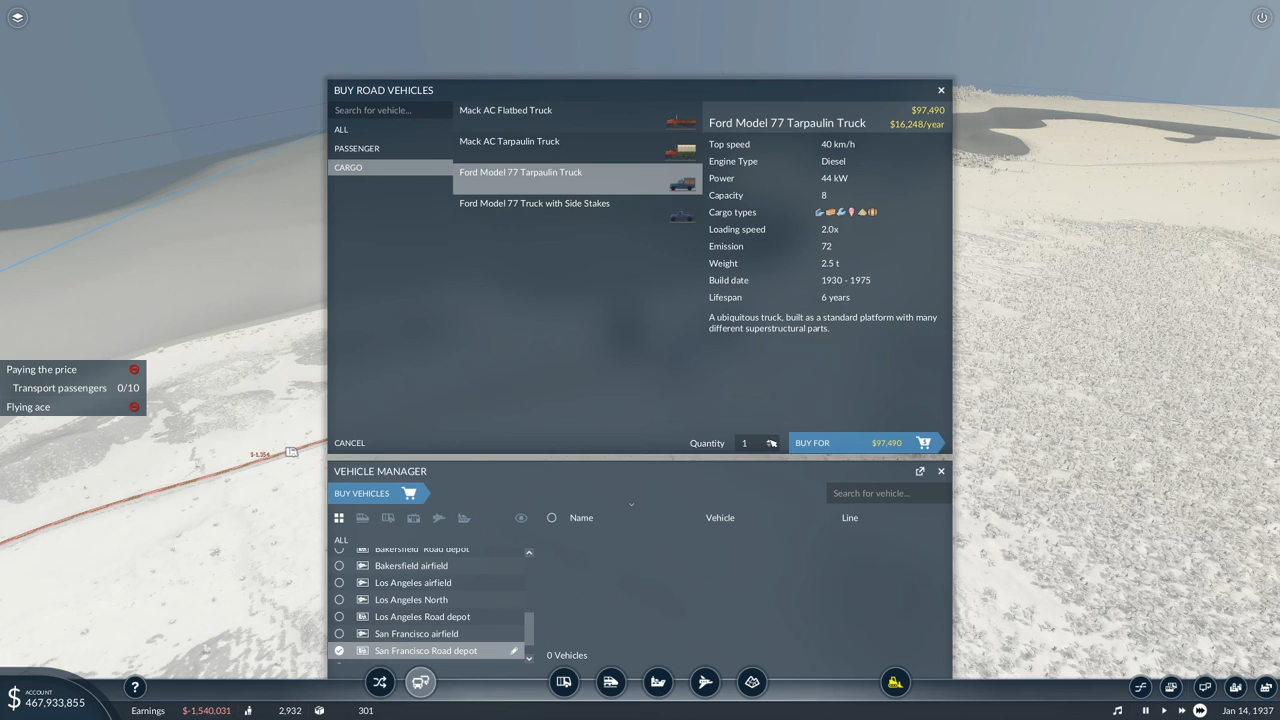 BUY ROAD VEHICLES
Search for vehicle...
ALL
PASSENGER
CARGO
Mack AC Flatbed Truck
Mack AC Tarpaulin Truck
Ford Model 77 Tarpaulin Truck
Ford Model 77 Truck with Side Stakes
$97,490
Ford Model 77 Tarpaulin Truck
$16,248/year
Top speed 40 km/h
Engine Type Diesel
Power 44 kW
Capacity 8
Cargo types
Loading speed 2.0x
Emission 72
Weight 2.5 t
Build date 1930 - 1975
Lifespan 6 years
A ubiquitous truck, built as a standard platform with many
different superstructural parts.
CANCEL
Quantity 1
BUY FOR $97,490
Paying the price
Transport passengers 0/10
Flying ace
$-1,354
VEHICLE MANAGER
BUY VEHICLES
Search for vehicle...
Name Vehicle Line
ALL
Bakersfield Road depot
Bakersfield airfield
Los Angeles airfield
Los Angeles North
Los Angeles Road depot
San Francisco airfield
San Francisco Road depot
0 Vehicles
?
$ ACCOUNT
467,933,855
Earnings $-1,540,031 2,932 301
Jan 14, 1937